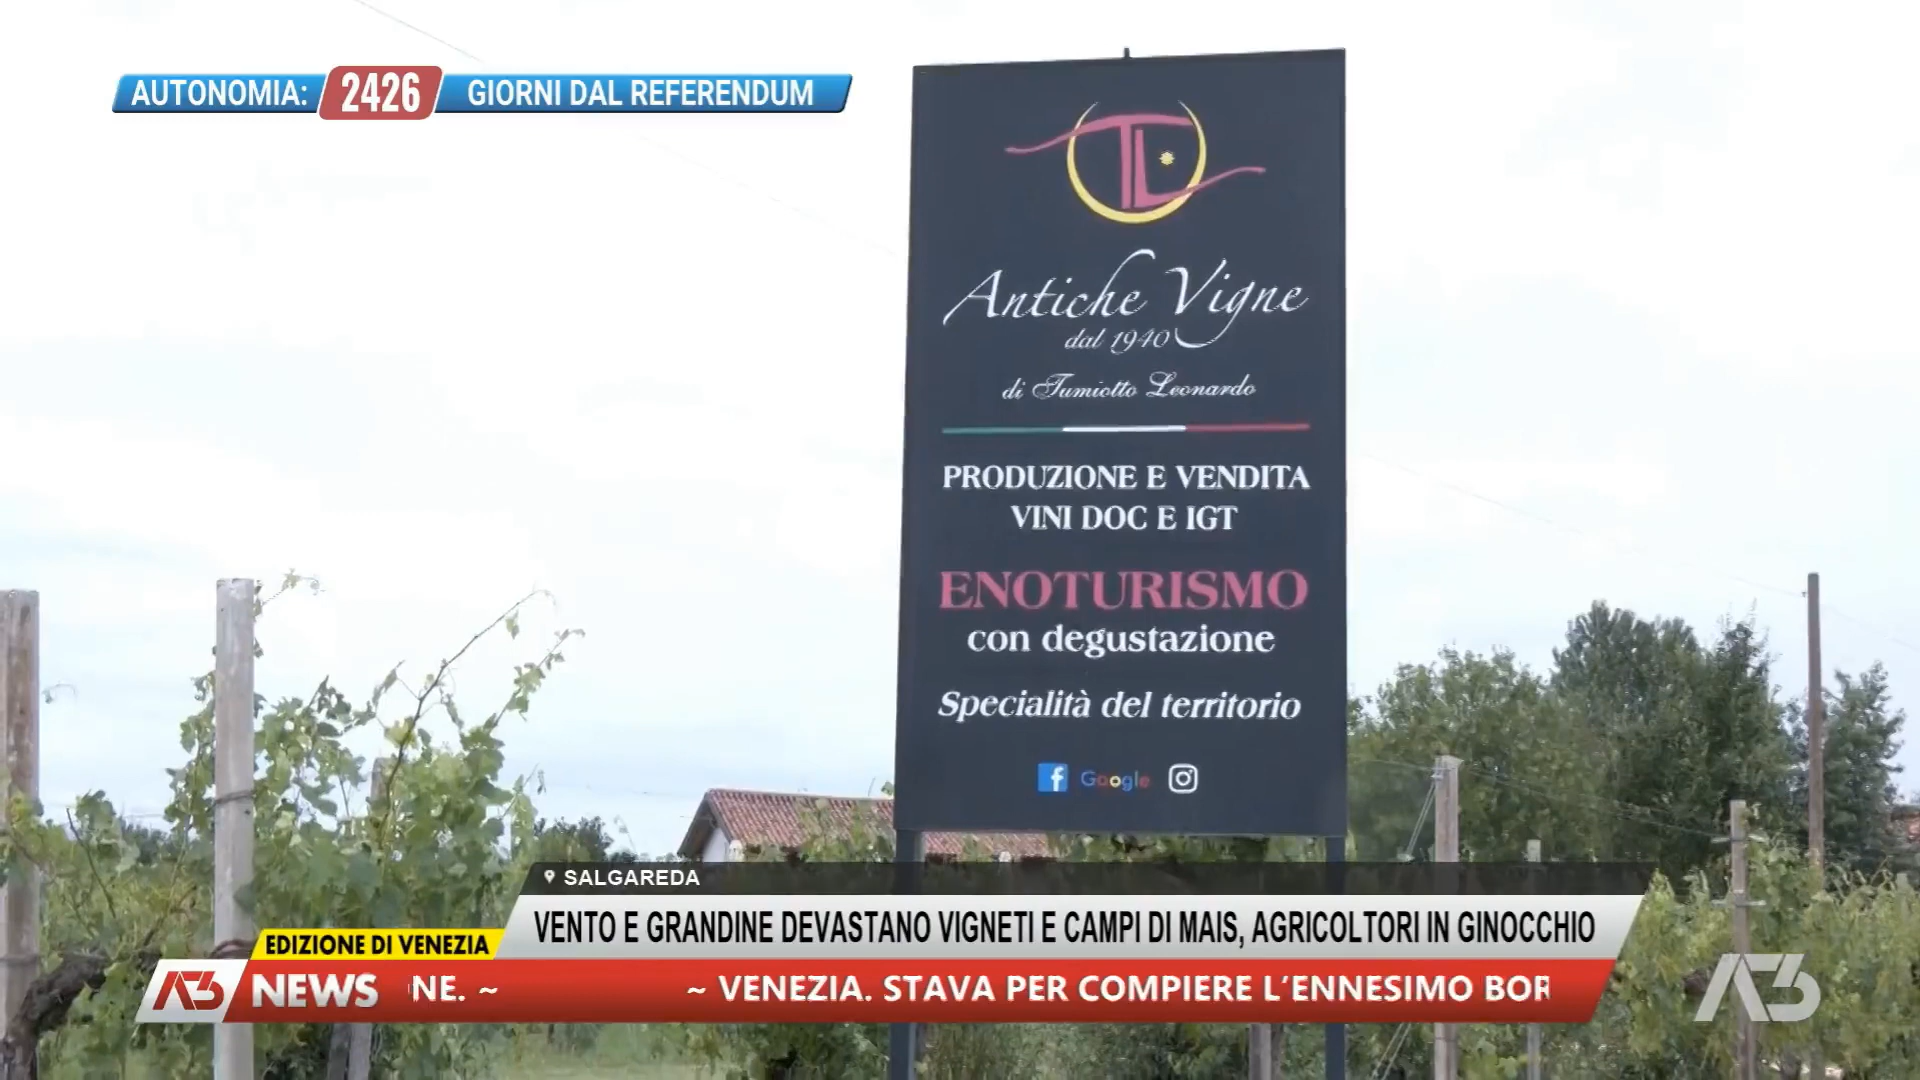 AUTONOMIA: 2426 GIORNI DAL REFERENDUM
TL
Antiche Vigne
dal 1940
di Tumiotto Leonardo
PRODUZIONE E VENDITA
VINI DOC E IGT
ENOTURISMO
con degustazione
Specialità del territorio
f Google
SALGAREDA
VENTO E GRANDINE DEVASTANO VIGNETI E CAMPI DI MAIS, AGRICOLTORI IN GINOCCHIO
EDIZIONE DI VENEZIA
A3 NEWS NE. ~ ~ VENEZIA. STAVA PER COMPIERE L'ENNESIMO BOR
A3